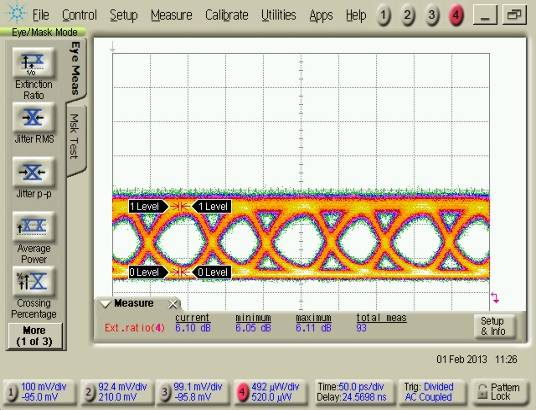 File Control Setup Measure Calibrate Utilities Apps Help 1 2 3 4
Eye/Mask Mode
Eye Meas
Msk Test
Extinction
Ratio
Jitter RMS
Jitter p-p
Average
Power
Crossing
Percentage
More
(1 of 3)
1 Level 1 Level
0 Level 0 Level
Measure
current minimum maximum total meas
Ext.ratio(4) 6.10 dB 6.05 dB 6.11 dB 93
Setup
& Info
01 Feb 2013 11:26
1 100 mV/div
-95.0 mV
2 92.4 mV/div
210.0 mV
3 99.1 mV/div
-95.8 mV
4 492 µW/div
520.0 µW
Time:50.0 ps/div
Delay:24.5698 ns
Trig: Divided
AC Coupled
Pattern
Lock